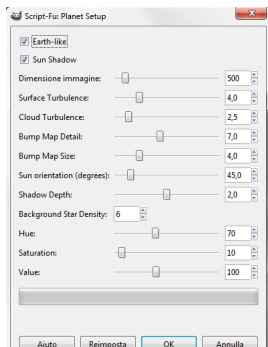 Script-Fu: Planet Setup
Earth-like
Sun Shadow
Dimensione immagine: 500
Surface Turbulence: 4,0
Cloud Turbulence: 2,5
Bump Map Detail: 7,0
Bump Map Size: 4,0
Sun orientation (degrees): 45,0
Shadow Depth: 2,0
Background Star Density: 6
Hue: 70
Saturation: 10
Value: 100
Aiuto Reimposta OK Annulla